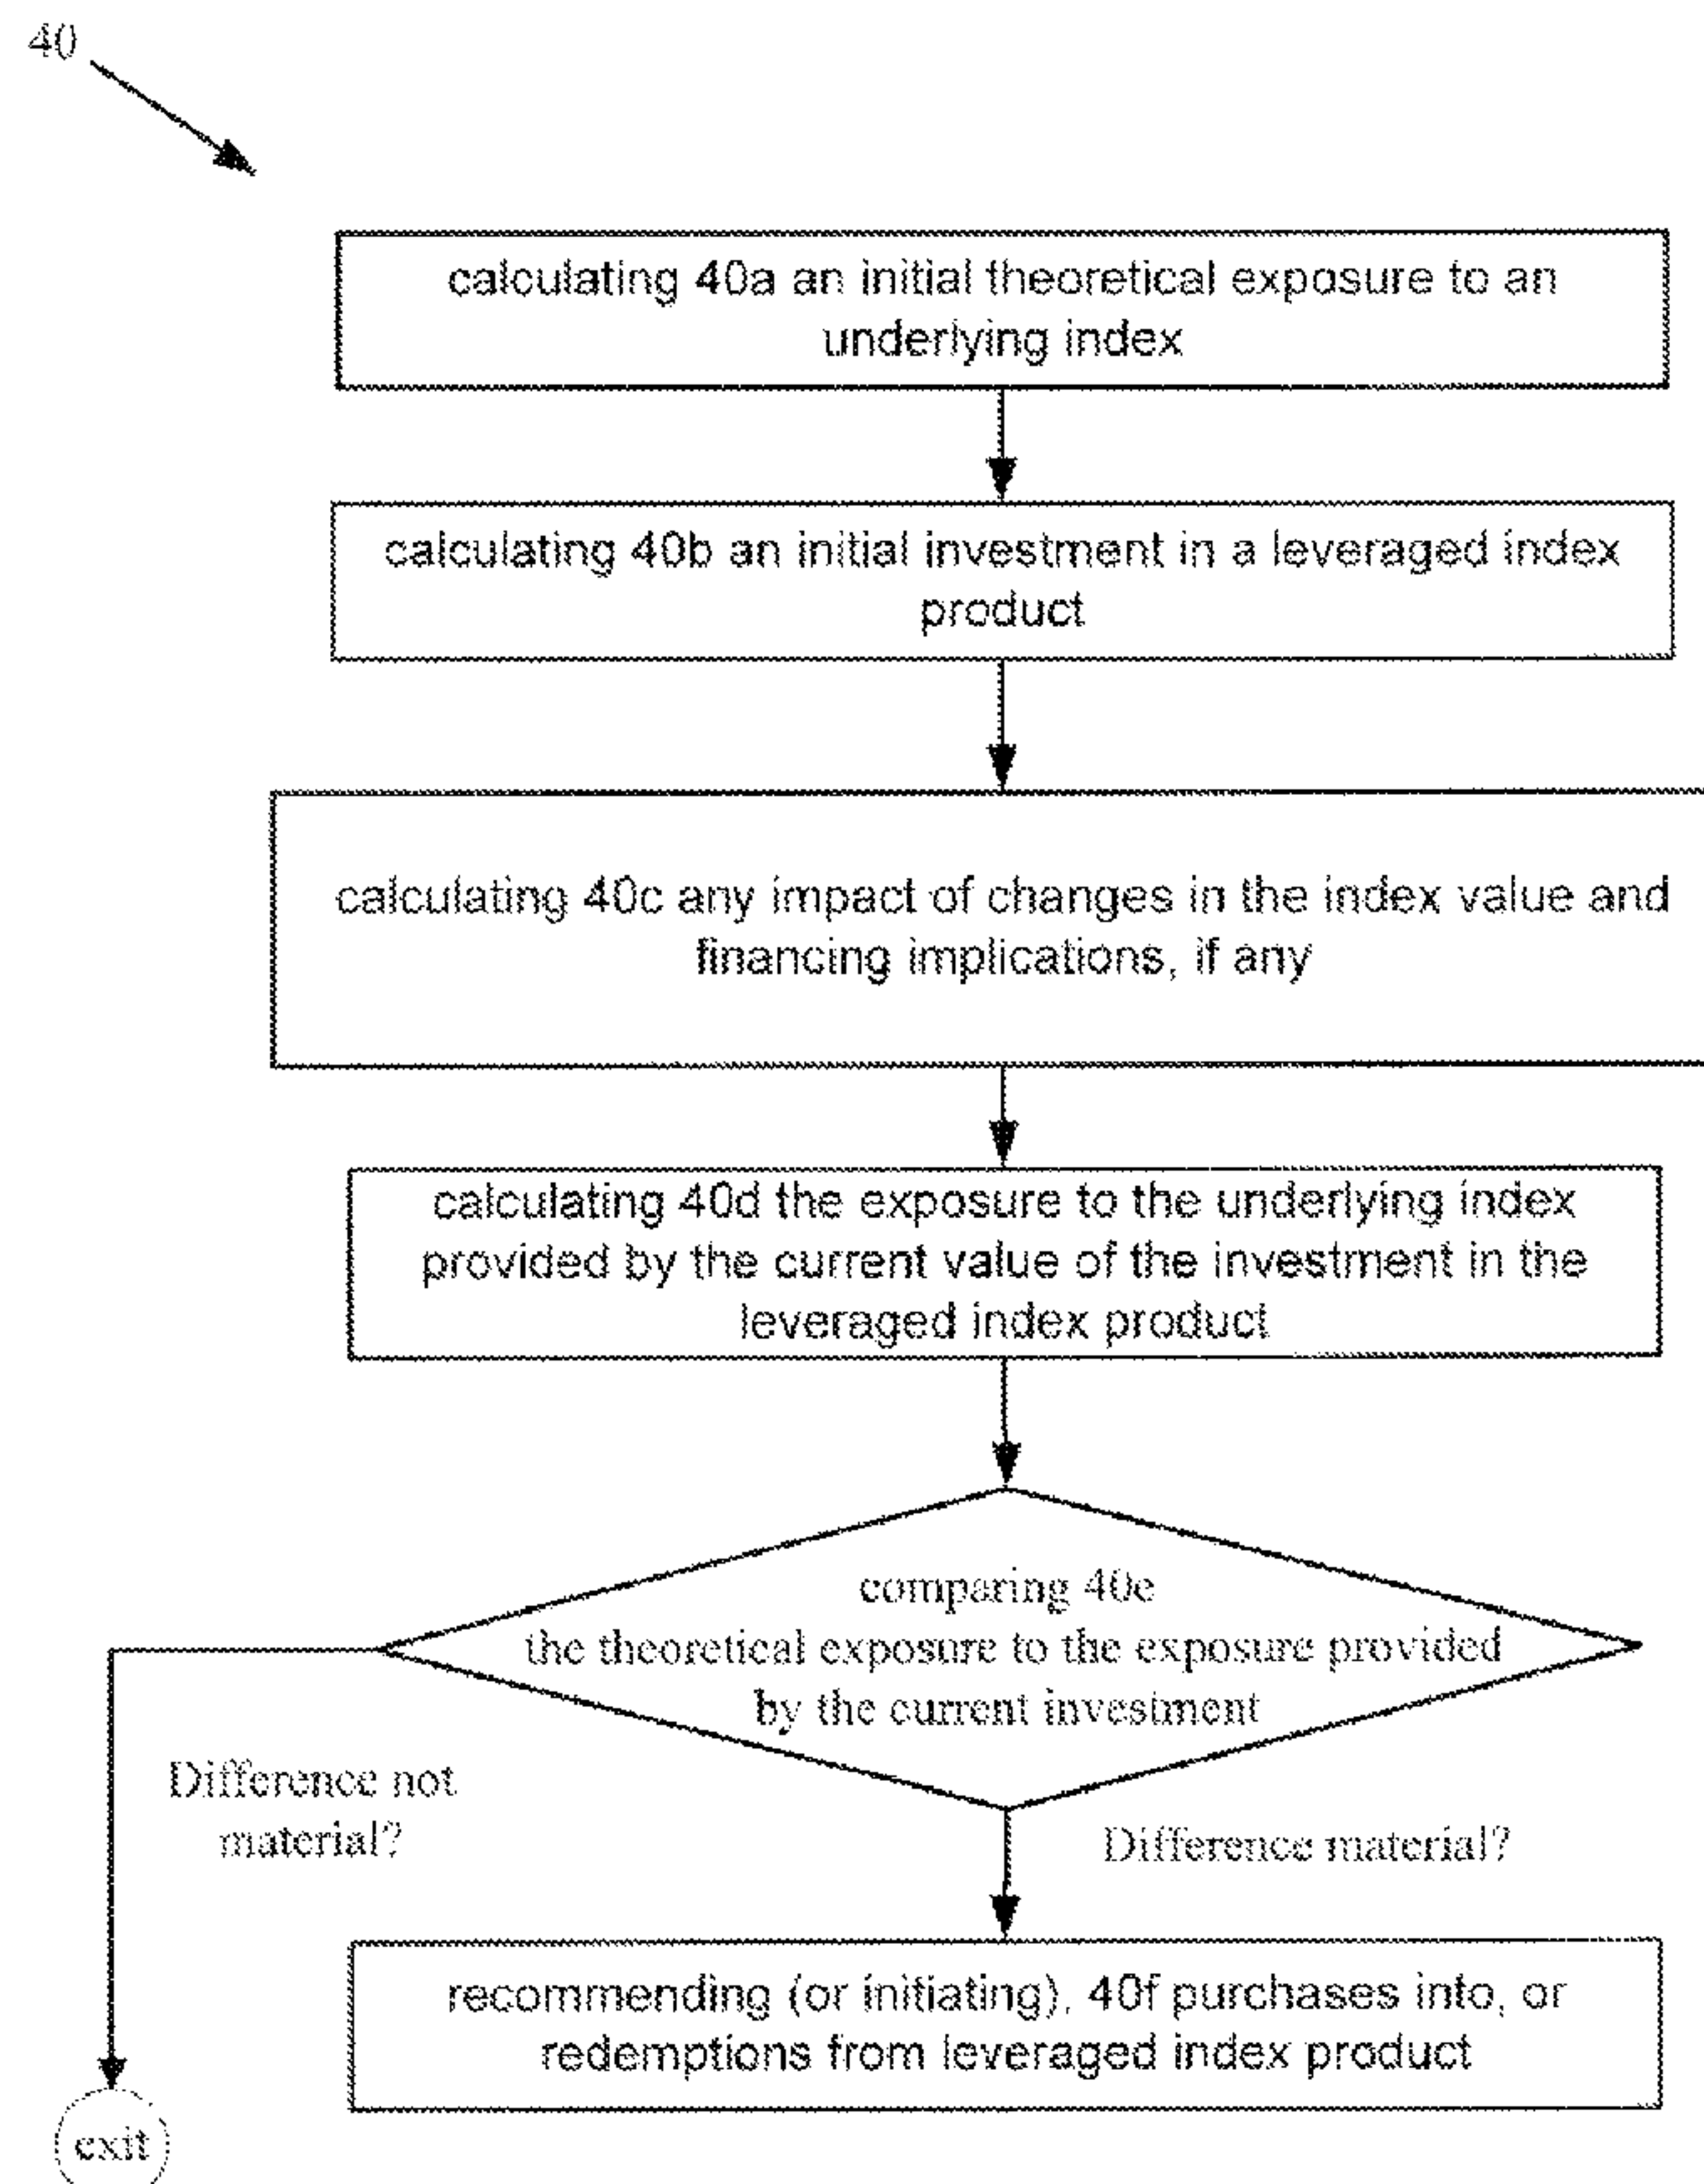 40
calculating 40a an initial theoretical exposure to an
underlying index
calculating 40b an initial investment in a leveraged index
product
calculating 40c any impact of changes in the index value and
financing implications, if any
calculating 40d the exposure to the underlying index
provided by the current value of the investment in the
leveraged index product
comparing 40e
the theoretical exposure to the exposure provided
by the current investment
Difference not
material?
Difference material?
recommending (or initiating), 40f purchases into, or
redemptions from leveraged index product
exit